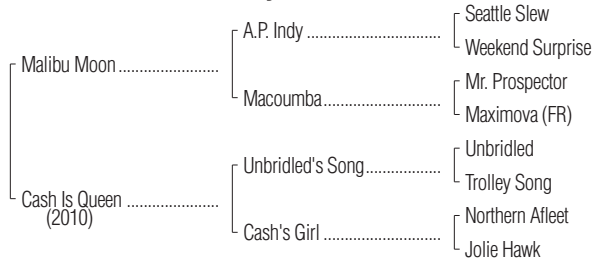 Seattle Slew
A.P. Indy
Weekend Surprise
Malibu Moon
Mr. Prospector
Macoumba
Maximova (FR)
Unbridled
Unbridled's Song
Trolley Song
Cash Is Queen
(2010)
Northern Afleet
Cash's Girl
Jolie Hawk